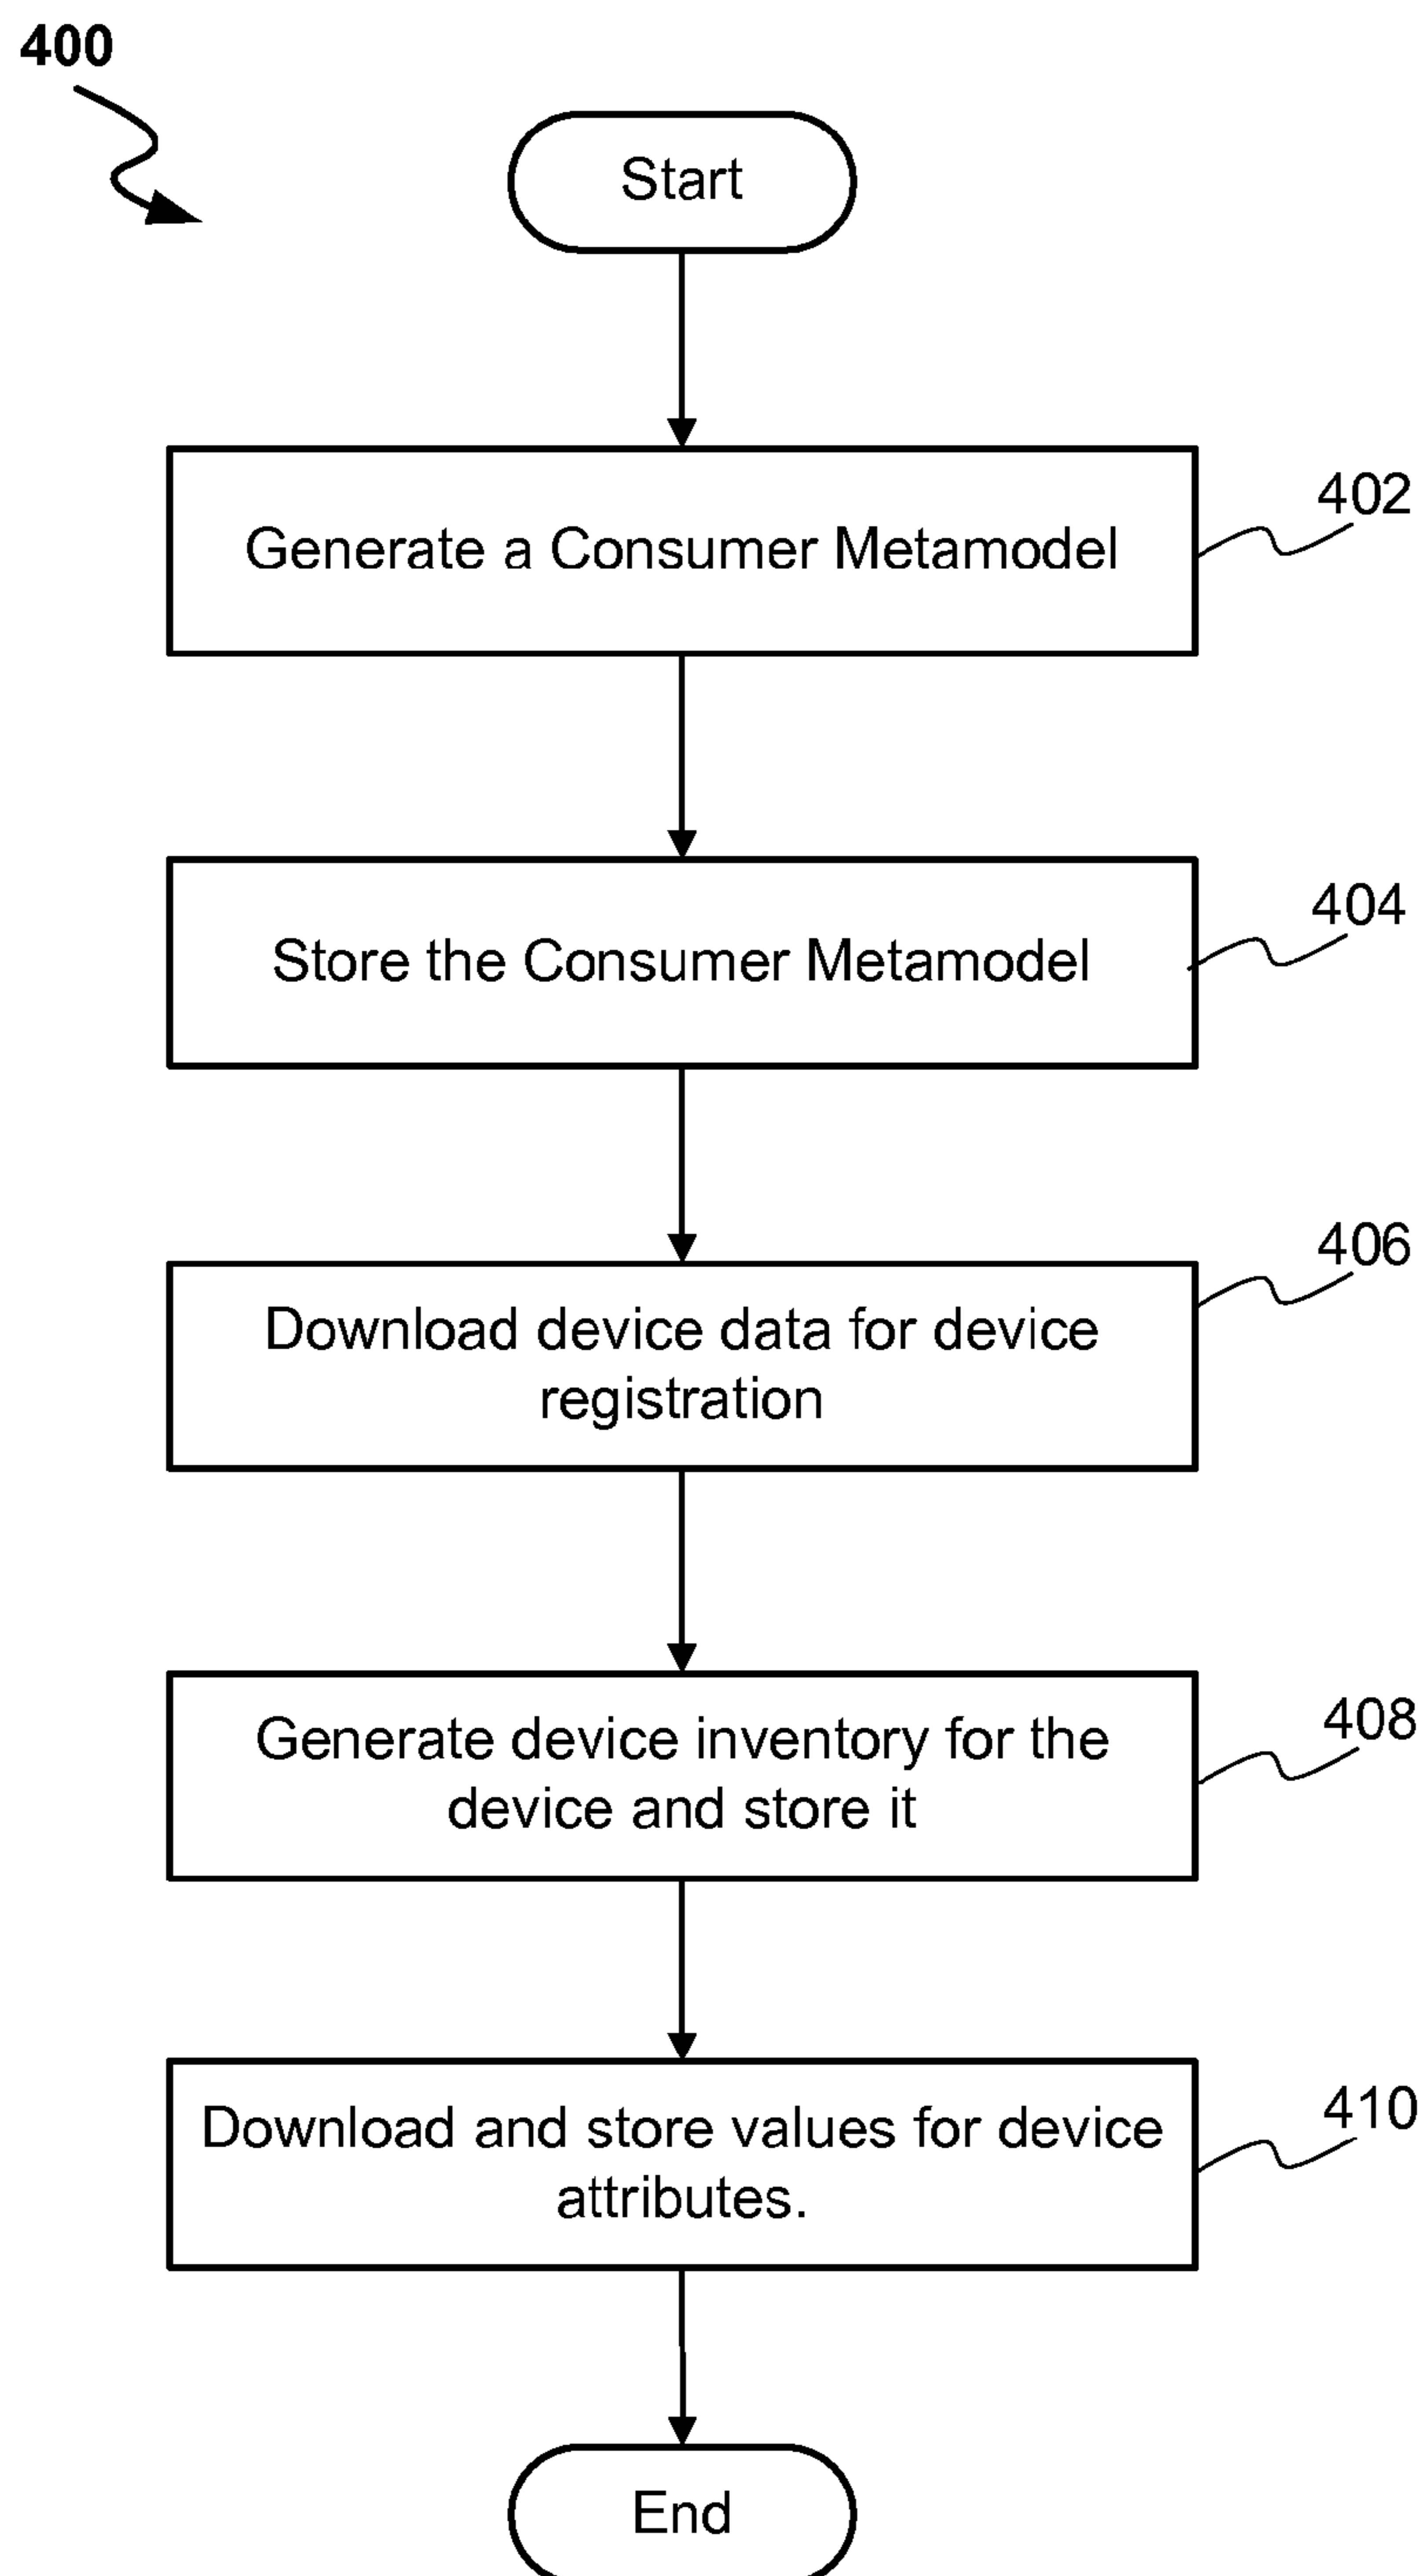 400
Start
Generate a Consumer Metamodel
402
Store the Consumer Metamodel
404
Download device data for device
registration
406
Generate device inventory for the
device and store it
408
Download and store values for device
attributes.
410
End